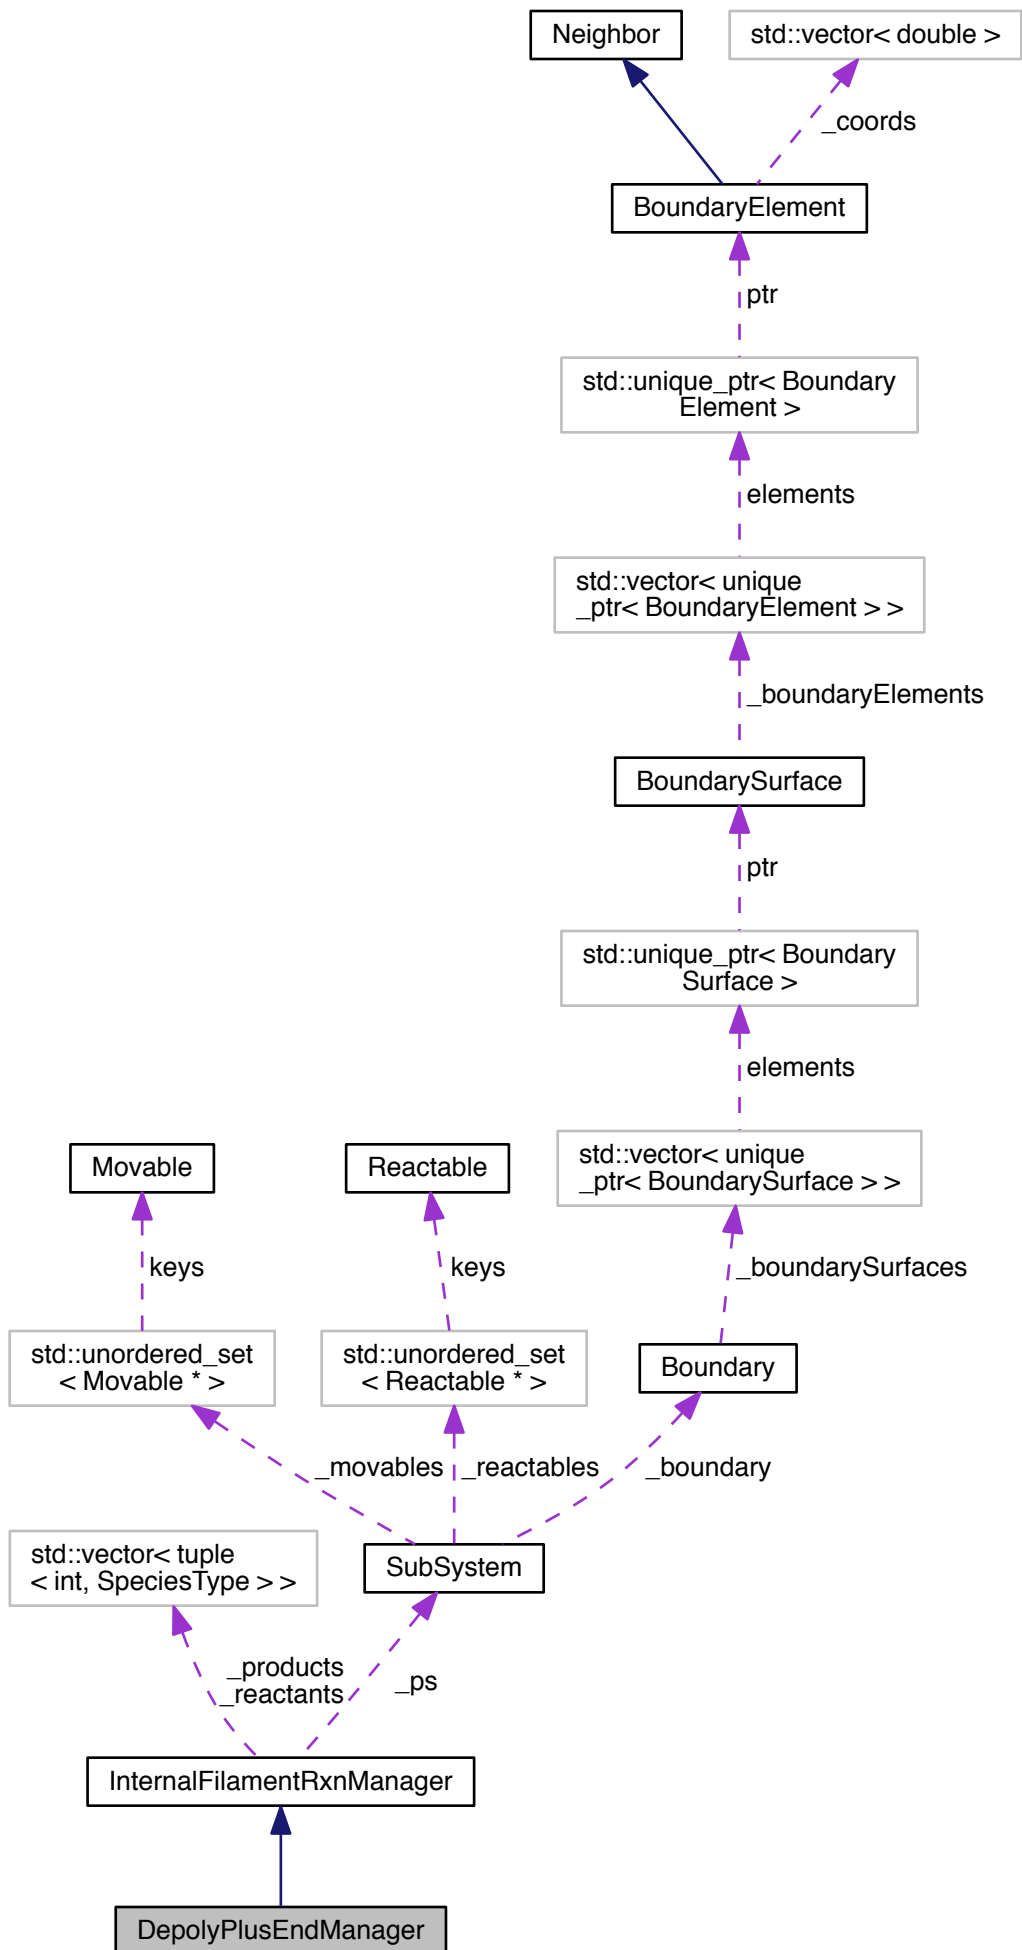 Neighbor
std::vector< double >
_coords
BoundaryElement
ptr
std::unique_ptr< Boundary
Element >
elements
std::vector< unique
_ptr< BoundaryElement > >
_boundaryElements
BoundarySurface
ptr
std::unique_ptr< Boundary
Surface >
elements
Movable
Reactable
std::vector< unique
_ptr< BoundarySurface > >
keys
keys
_boundarySurfaces
std::unordered_set
< Movable * >
std::unordered_set
< Reactable * >
Boundary
_movables
_reactables
_boundary
std::vector< tuple
< int, SpeciesType > >
SubSystem
_products
_reactants
_ps
InternalFilamentRxnManager
DepolyPlusEndManager